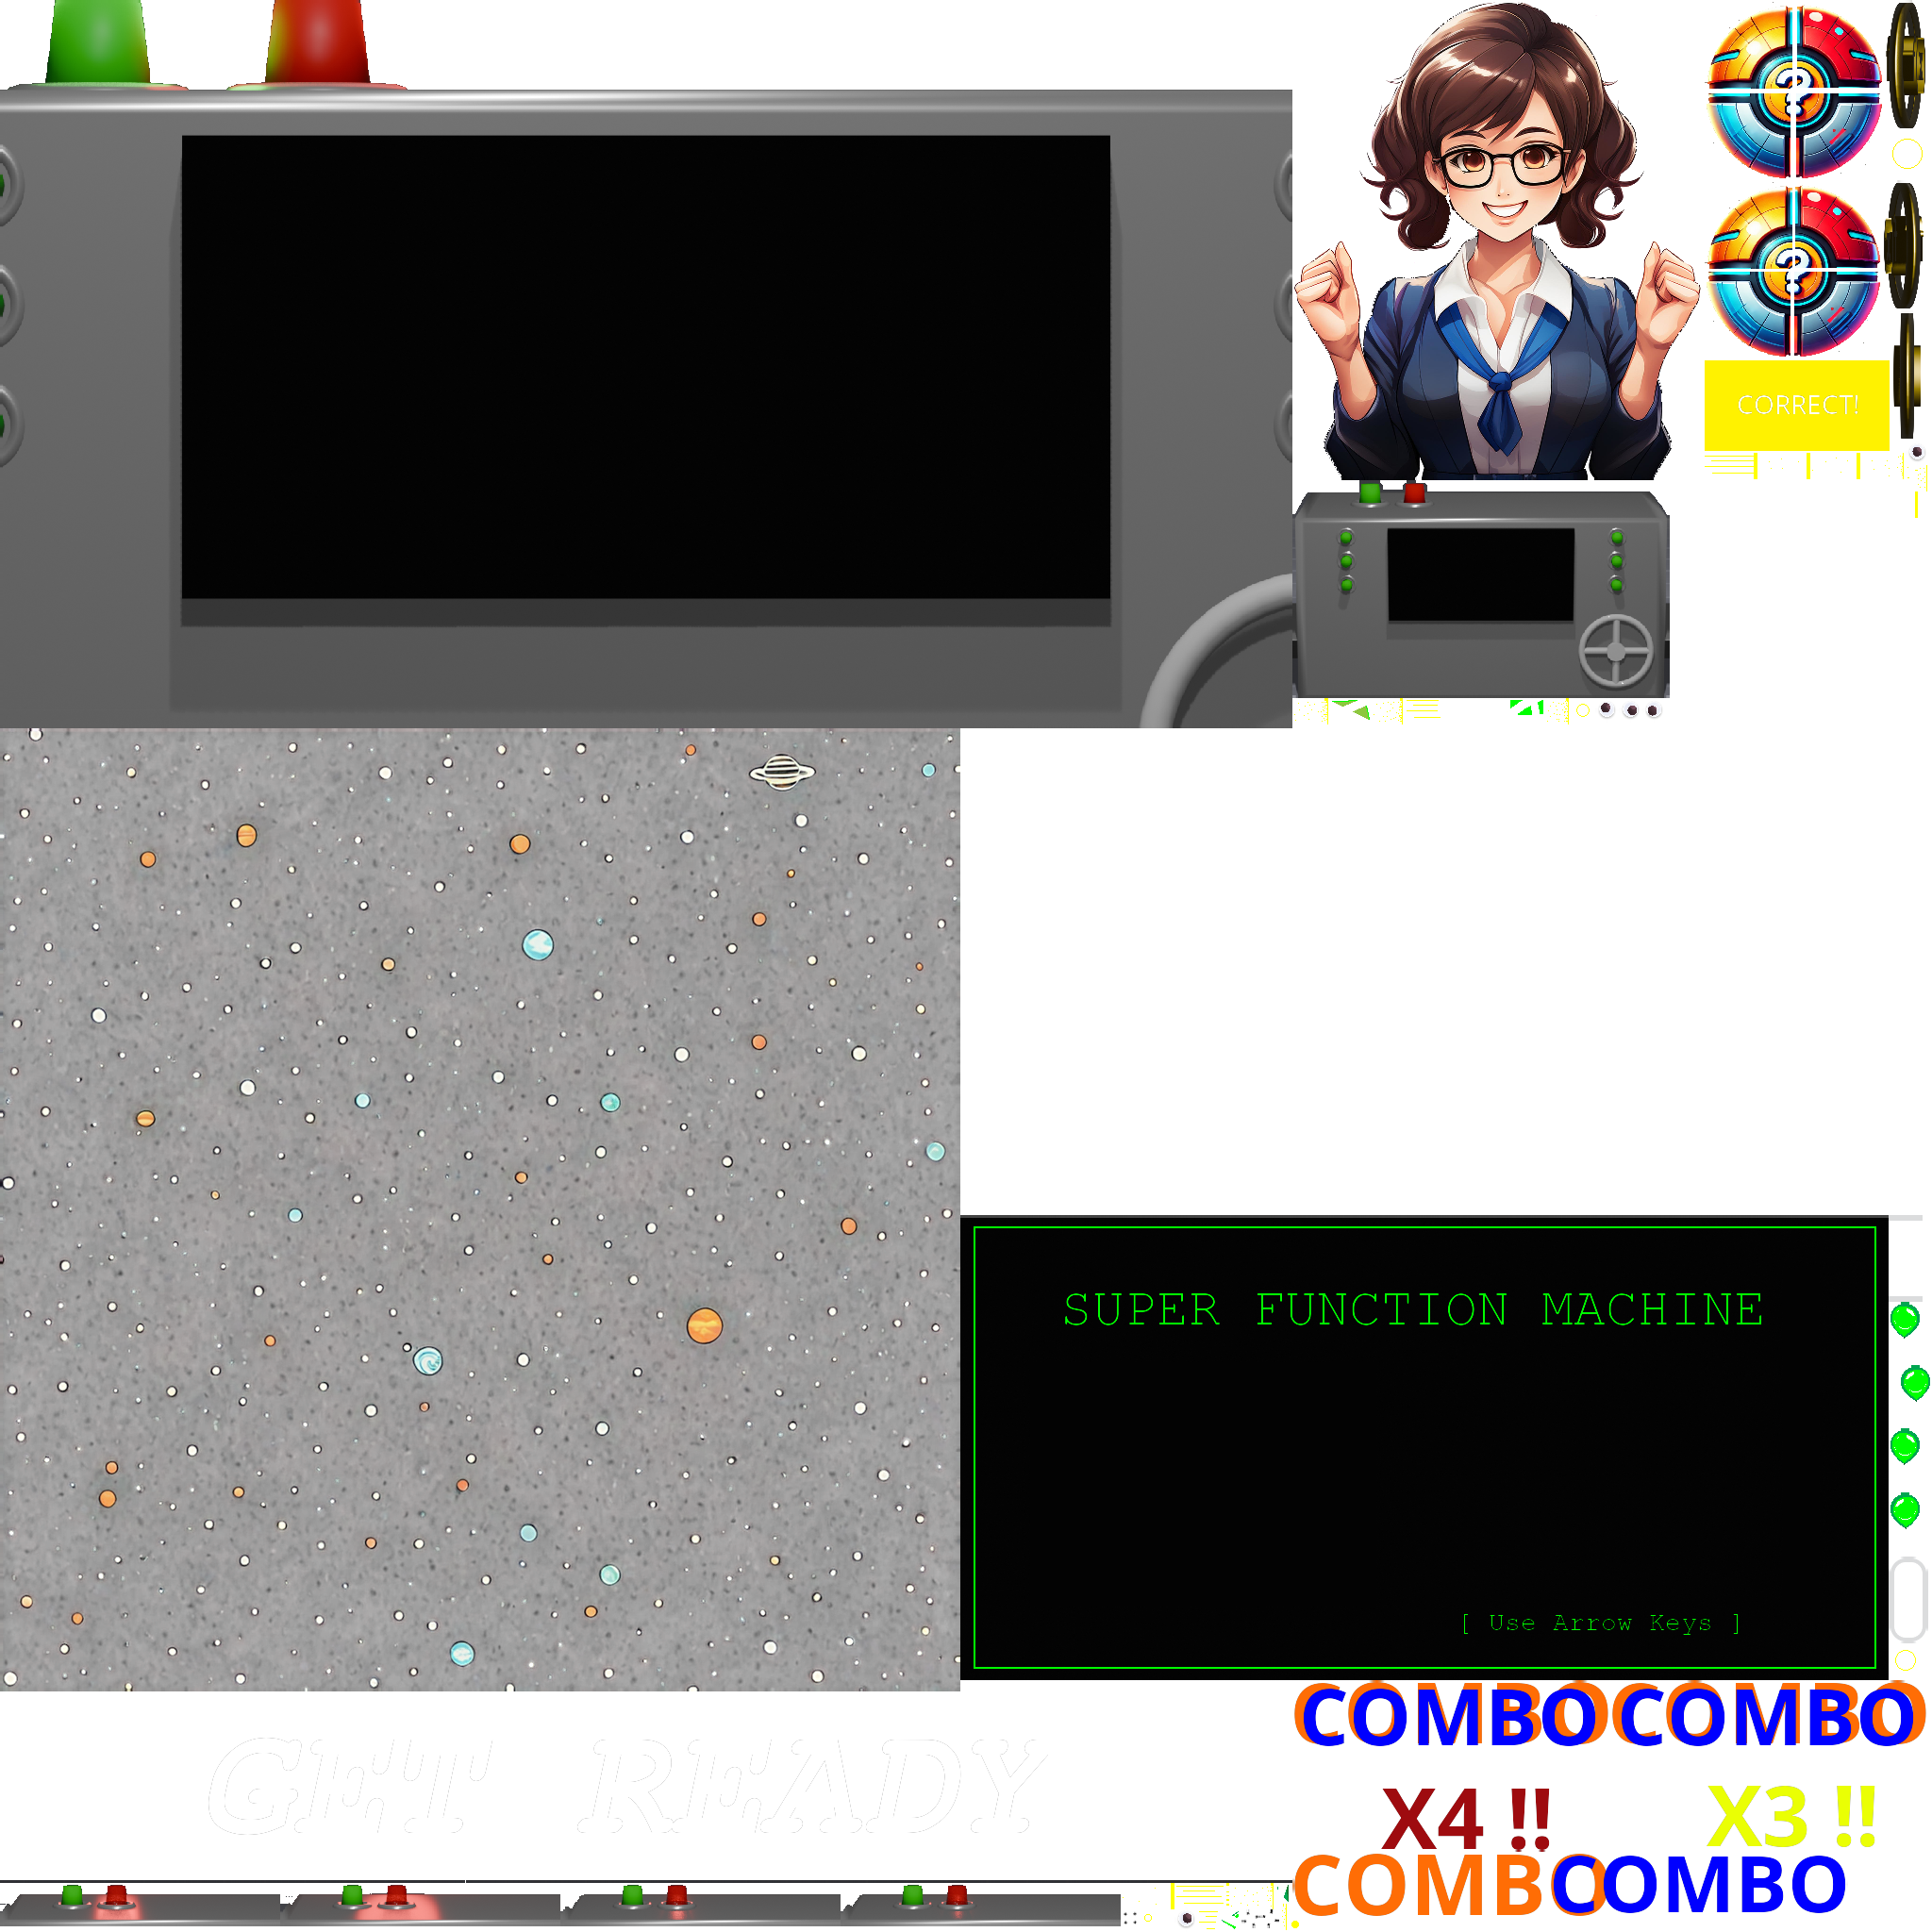 ?
?
CORRECT!
SUPER FUNCTION MACHINE
[ Use Arrow Keys ]
GET READY
COMBO COMBO
X4 !! X3 !!
COMBO COMBO